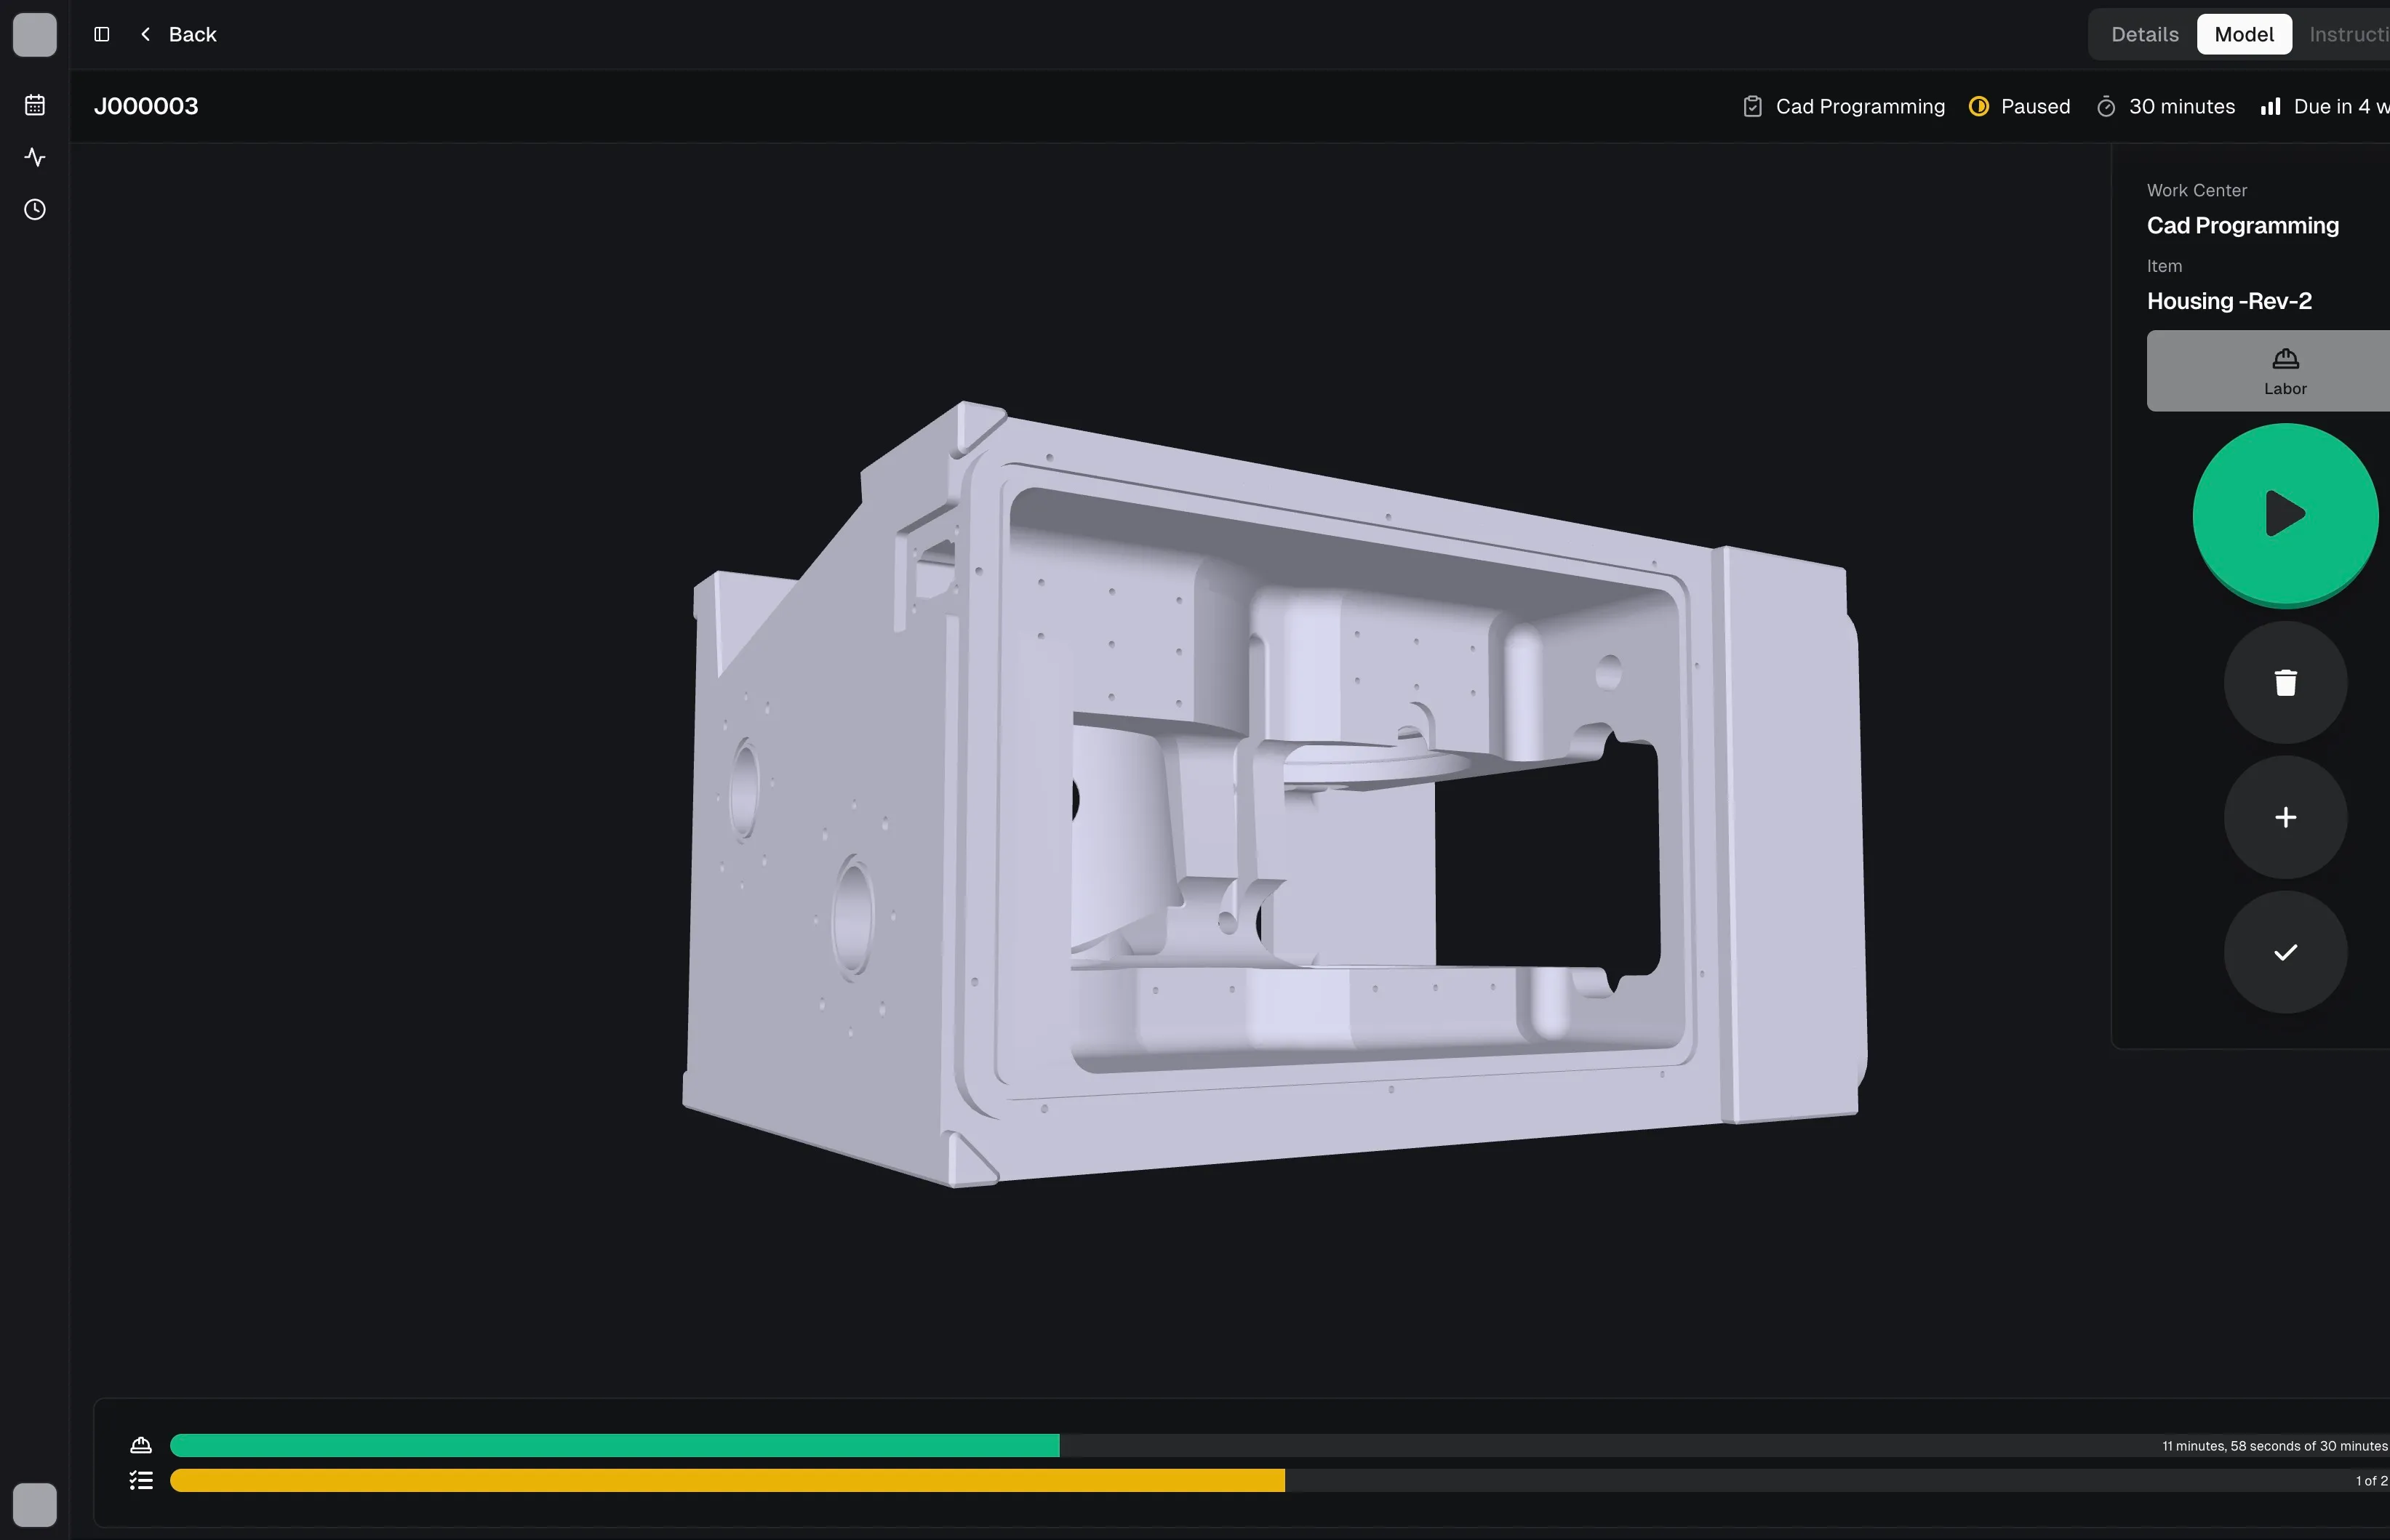 Back
Details Model Instructi
J000003
Cad Programming Paused 30 minutes Due in 4 w
Work Center
Cad Programming
Item
Housing -Rev-2
Labor
11 minutes, 58 seconds of 30 minutes
1 of 2